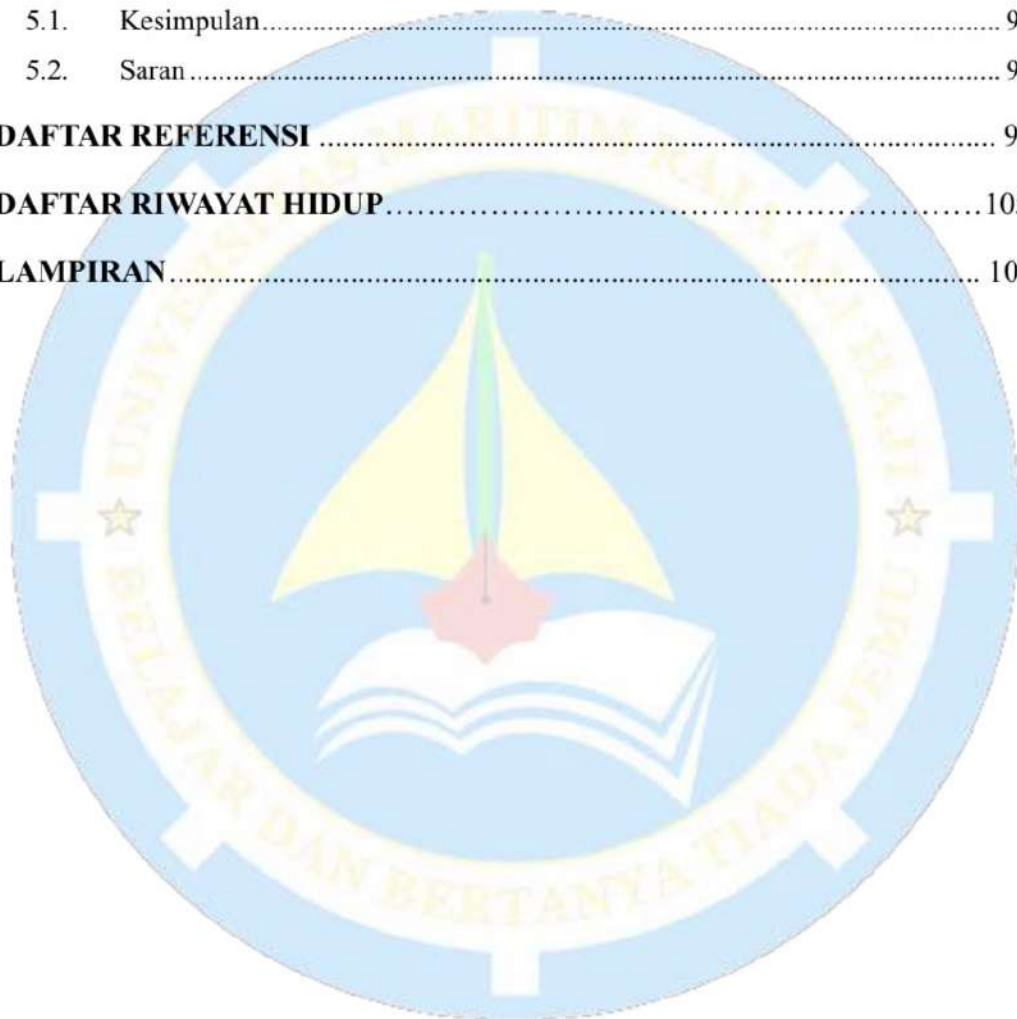 5.1. Kesimpulan........................................................................................................ 9
5.2. Saran ................................................................................................................... 9
DAFTAR REFERENSI ............................................................................................... 9
DAFTAR RIWAYAT HIDUP.................................................................... 10
LAMPIRAN................................................................................................................. 10
UNIVERSITAS MARITIM RAJA ALI HAJI
BELAJAR DAN BERTANYA TIADA JEMU